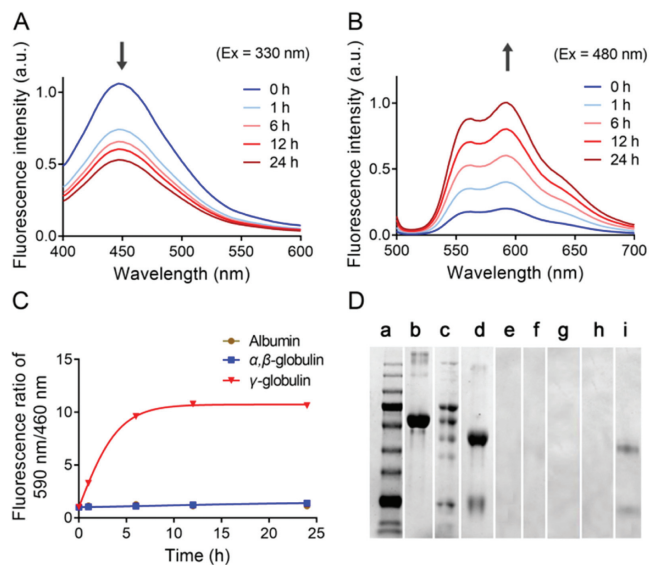 A
(Ex = 330 nm)
Fluorescence intensity (a.u.)
1.0
0.5
0.0
0 h
1 h
6 h
12 h
24 h
400
450
500
550
600
Wavelength (nm)
B
(Ex = 480 nm)
Fluorescence intensity (a.u.)
1.0
0.5
0.0
0 h
1 h
6 h
12 h
24 h
500
550
600
650
700
Wavelength (nm)
C
Albumin
α,β-globulin
γ-globulin
Fluorescence ratio of
590 nm/460 nm
15
10
5
0
0
5
10
15
20
25
Time (h)
D
a b c d e f g h i